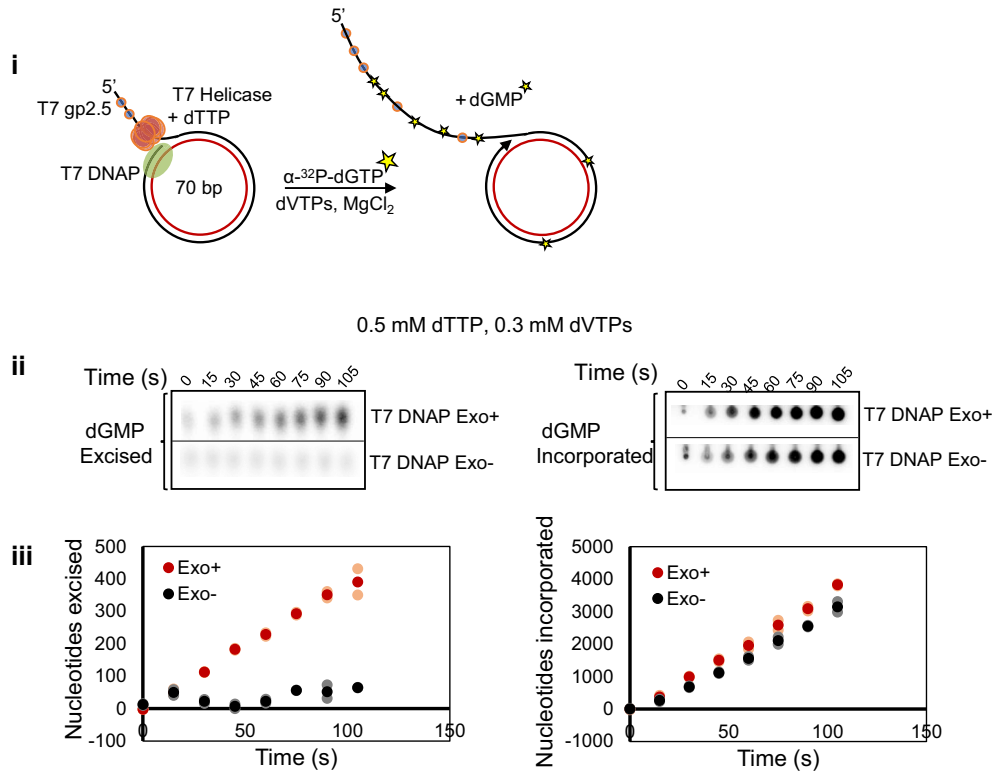 i
5'
5'
T7 gp2.5
T7 Helicase
+ dTTP
T7 DNAP
70 bp
α-³²P-dGTP
dVTPs, MgCl₂
+ dGMP
0.5 mM dTTP, 0.3 mM dVTPs
ii
Time (s)
0 15 30 45 60 75 90 105
dGMP
Excised
T7 DNAP Exo+
T7 DNAP Exo-
Time (s)
0 15 30 45 60 75 90 105
dGMP
Incorporated
T7 DNAP Exo+
T7 DNAP Exo-
iii
Nucleotides excised
500
400
300
200
100
0
-100
Exo+
Exo-
0 50 100 150
Time (s)
Nucleotides incorporated
5000
4000
3000
2000
1000
0
-1000
Exo+
Exo-
0 50 100 150
Time (s)